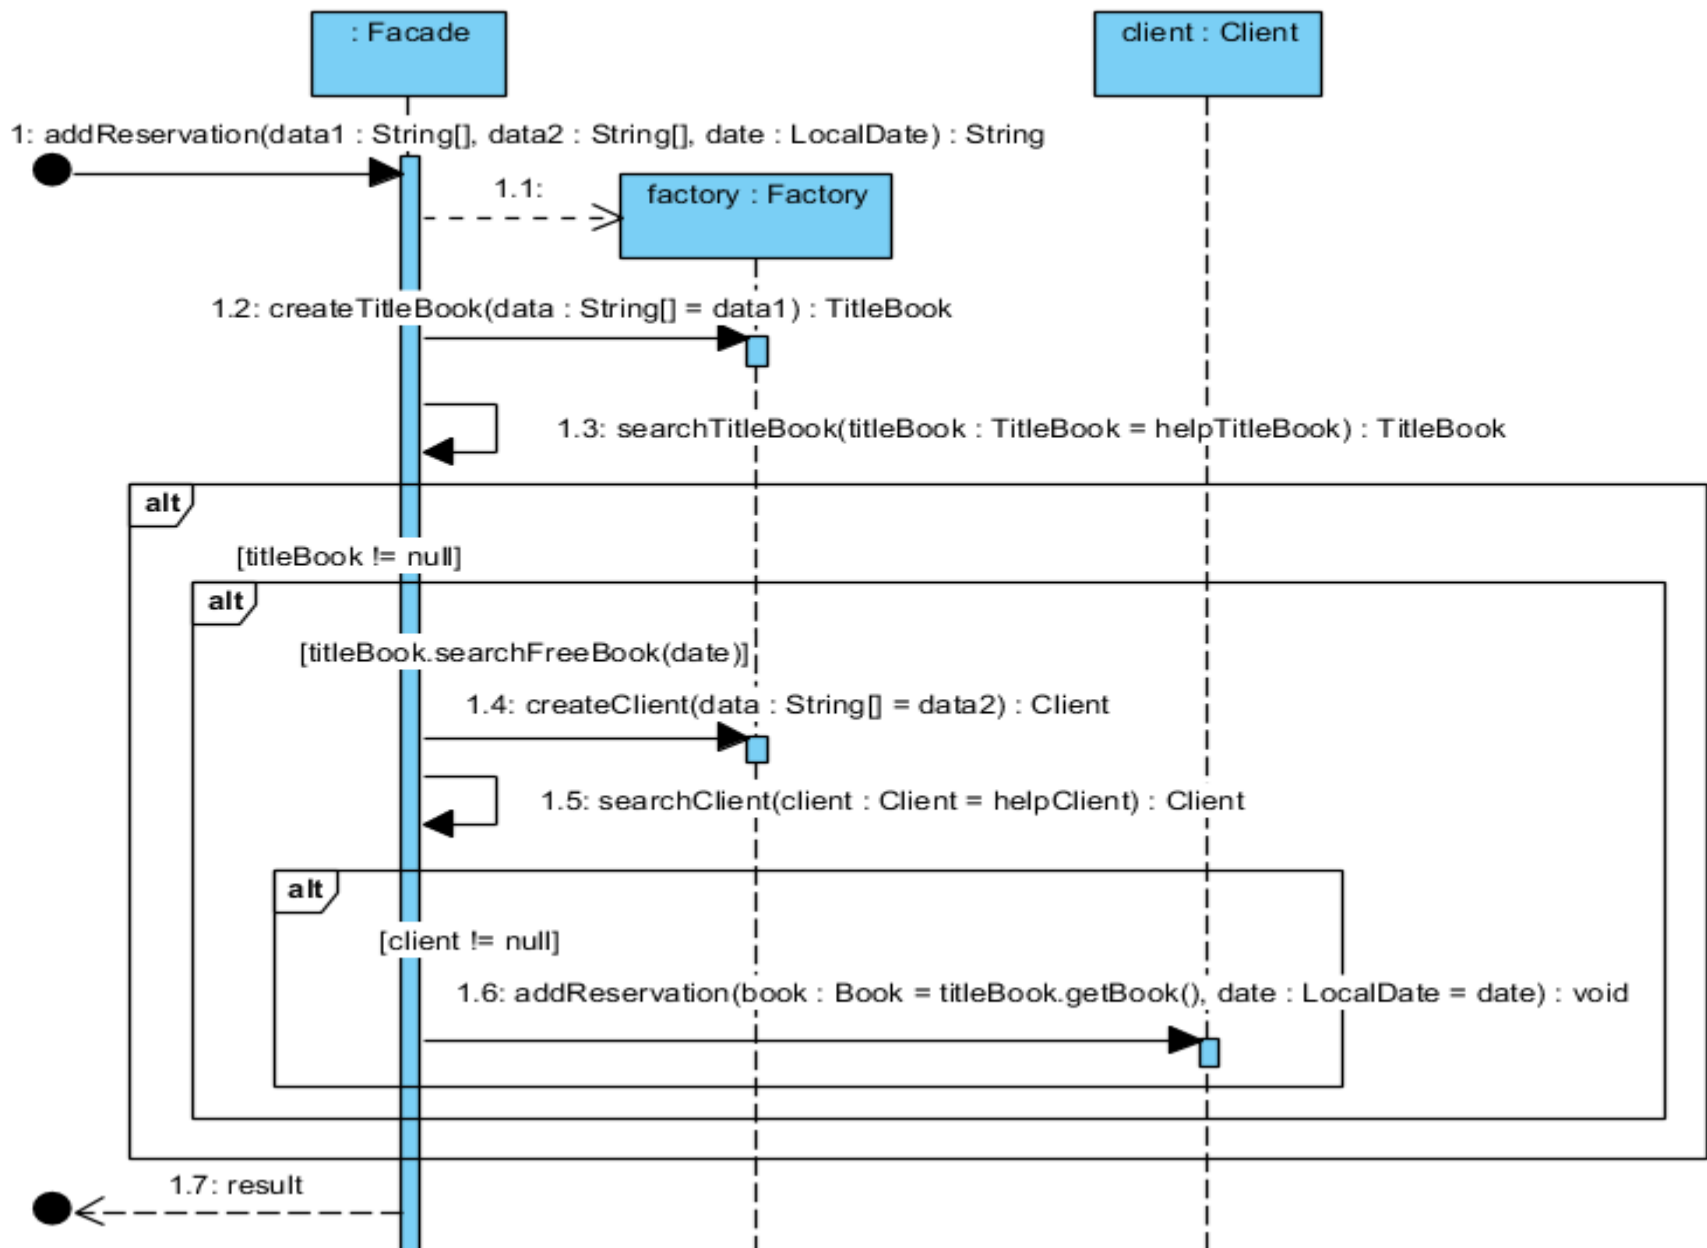 : Facade
client : Client
1: addReservation(data1 : String[], data2 : String[], date : LocalDate) : String
1.1:
factory : Factory
1.2: createTitleBook(data : String[] = data1) : TitleBook
1.3: searchTitleBook(titleBook : TitleBook = helpTitleBook) : TitleBook
alt
[titleBook != null]
alt
[titleBook.searchFreeBook(date)]
1.4: createClient(data : String[] = data2) : Client
1.5: searchClient(client : Client = helpClient) : Client
alt
[client != null]
1.6: addReservation(book : Book = titleBook.getBook(), date : LocalDate = date) : void
1.7: result